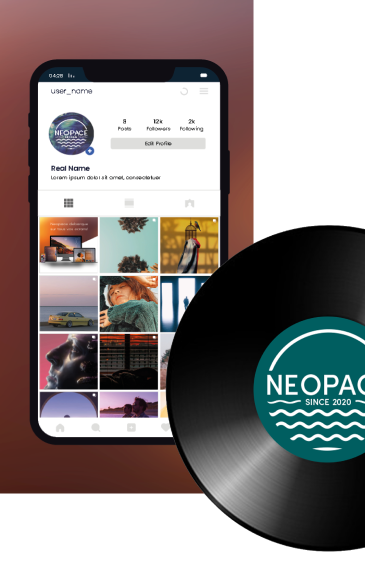 04:28
user_name
NEOPACE
8
12k
2k
Posts
Followers
Following
Edit Profile
Real Name
Lorem ipsum dolor sit amet, consectetuer
NEOPAC
SINCE 2020